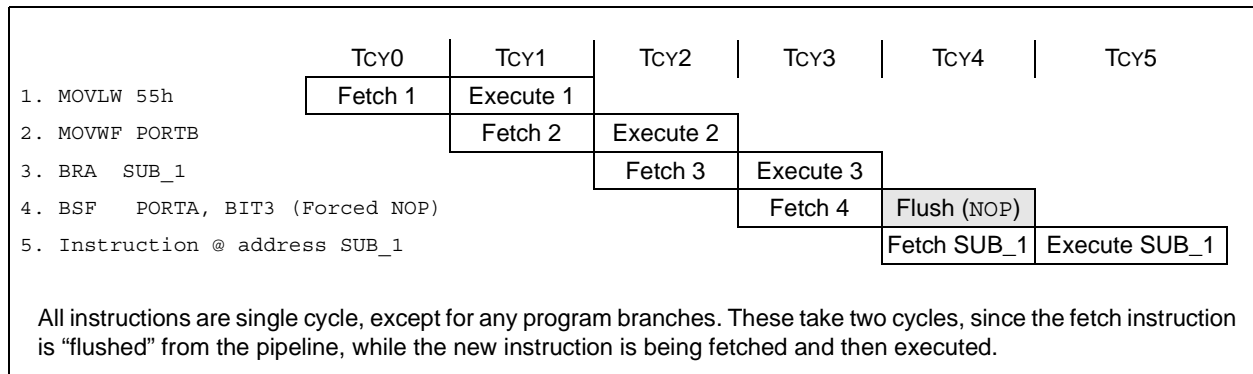 TCY0 TCY1 TCY2 TCY3 TCY4 TCY5
1. MOVLW 55h Fetch 1 Execute 1
2. MOVWF PORTB Fetch 2 Execute 2
3. BRA SUB_1 Fetch 3 Execute 3
4. BSF PORTA, BIT3 (Forced NOP) Fetch 4 Flush (NOP)
5. Instruction @ address SUB_1 Fetch SUB_1 Execute SUB_1
All instructions are single cycle, except for any program branches. These take two cycles, since the fetch instruction
is “flushed” from the pipeline, while the new instruction is being fetched and then executed.